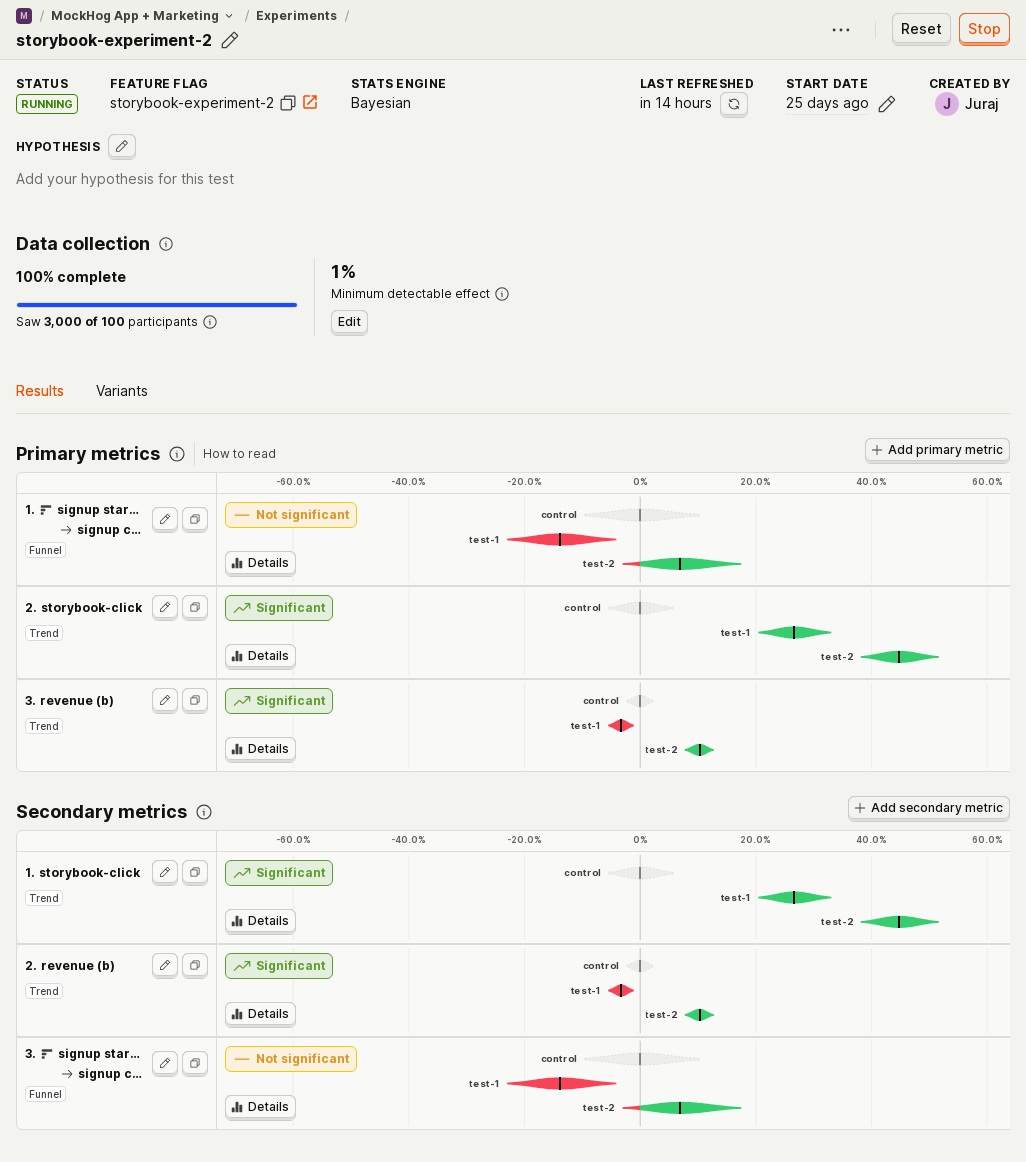 M / MockHog App + Marketing / Experiments /
storybook-experiment-2
Reset
Stop
STATUS
RUNNING
FEATURE FLAG
storybook-experiment-2
STATS ENGINE
Bayesian
LAST REFRESHED
in 14 hours
START DATE
25 days ago
CREATED BY
J Juraj
HYPOTHESIS
Add your hypothesis for this test
Data collection
100% complete
Saw 3,000 of 100 participants
1%
Minimum detectable effect
Edit
Results
Variants
Primary metrics
How to read
Add primary metric
-60.0% -40.0% -20.0% 0% 20.0% 40.0% 60.0%
1. signup star...
→ signup c...
Funnel
Not significant
Details
control
test-1
test-2
2. storybook-click
Trend
Significant
Details
control
test-1
test-2
3. revenue (b)
Trend
Significant
Details
control
test-1
test-2
Secondary metrics
Add secondary metric
-60.0% -40.0% -20.0% 0% 20.0% 40.0% 60.0%
1. storybook-click
Trend
Significant
Details
control
test-1
test-2
2. revenue (b)
Trend
Significant
Details
control
test-1
test-2
3. signup star...
→ signup c...
Funnel
Not significant
Details
control
test-1
test-2